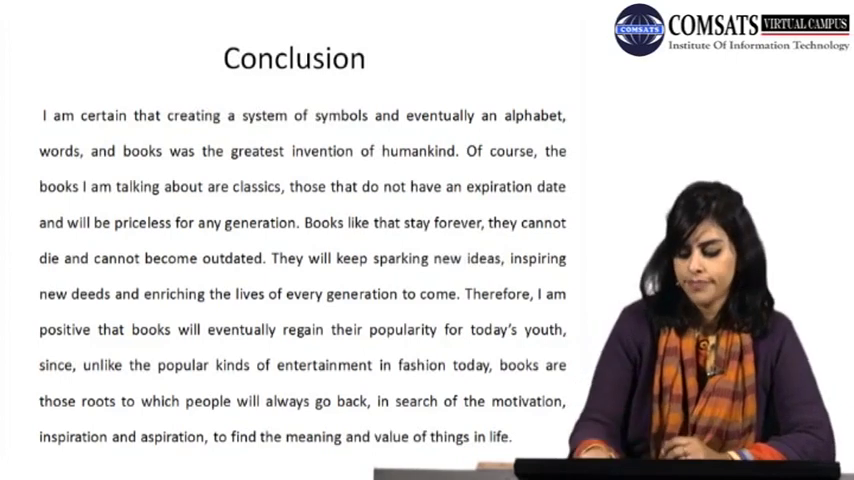 COMSATS VIRTUAL CAMPUS
Institute Of Information Technology
COMSATS
Conclusion
I am certain that creating a system of symbols and eventually an alphabet,
words, and books was the greatest invention of humankind. Of course, the
books I am talking about are classics, those that do not have an expiration date
and will be priceless for any generation. Books like that stay forever, they cannot
die and cannot become outdated. They will keep sparking new ideas, inspiring
new deeds and enriching the lives of every generation to come. Therefore, I am
positive that books will eventually regain their popularity for today's youth,
since, unlike the popular kinds of entertainment in fashion today, books are
those roots to which people will always go back, in search of the motivation,
inspiration and aspiration, to find the meaning and value of things in life.